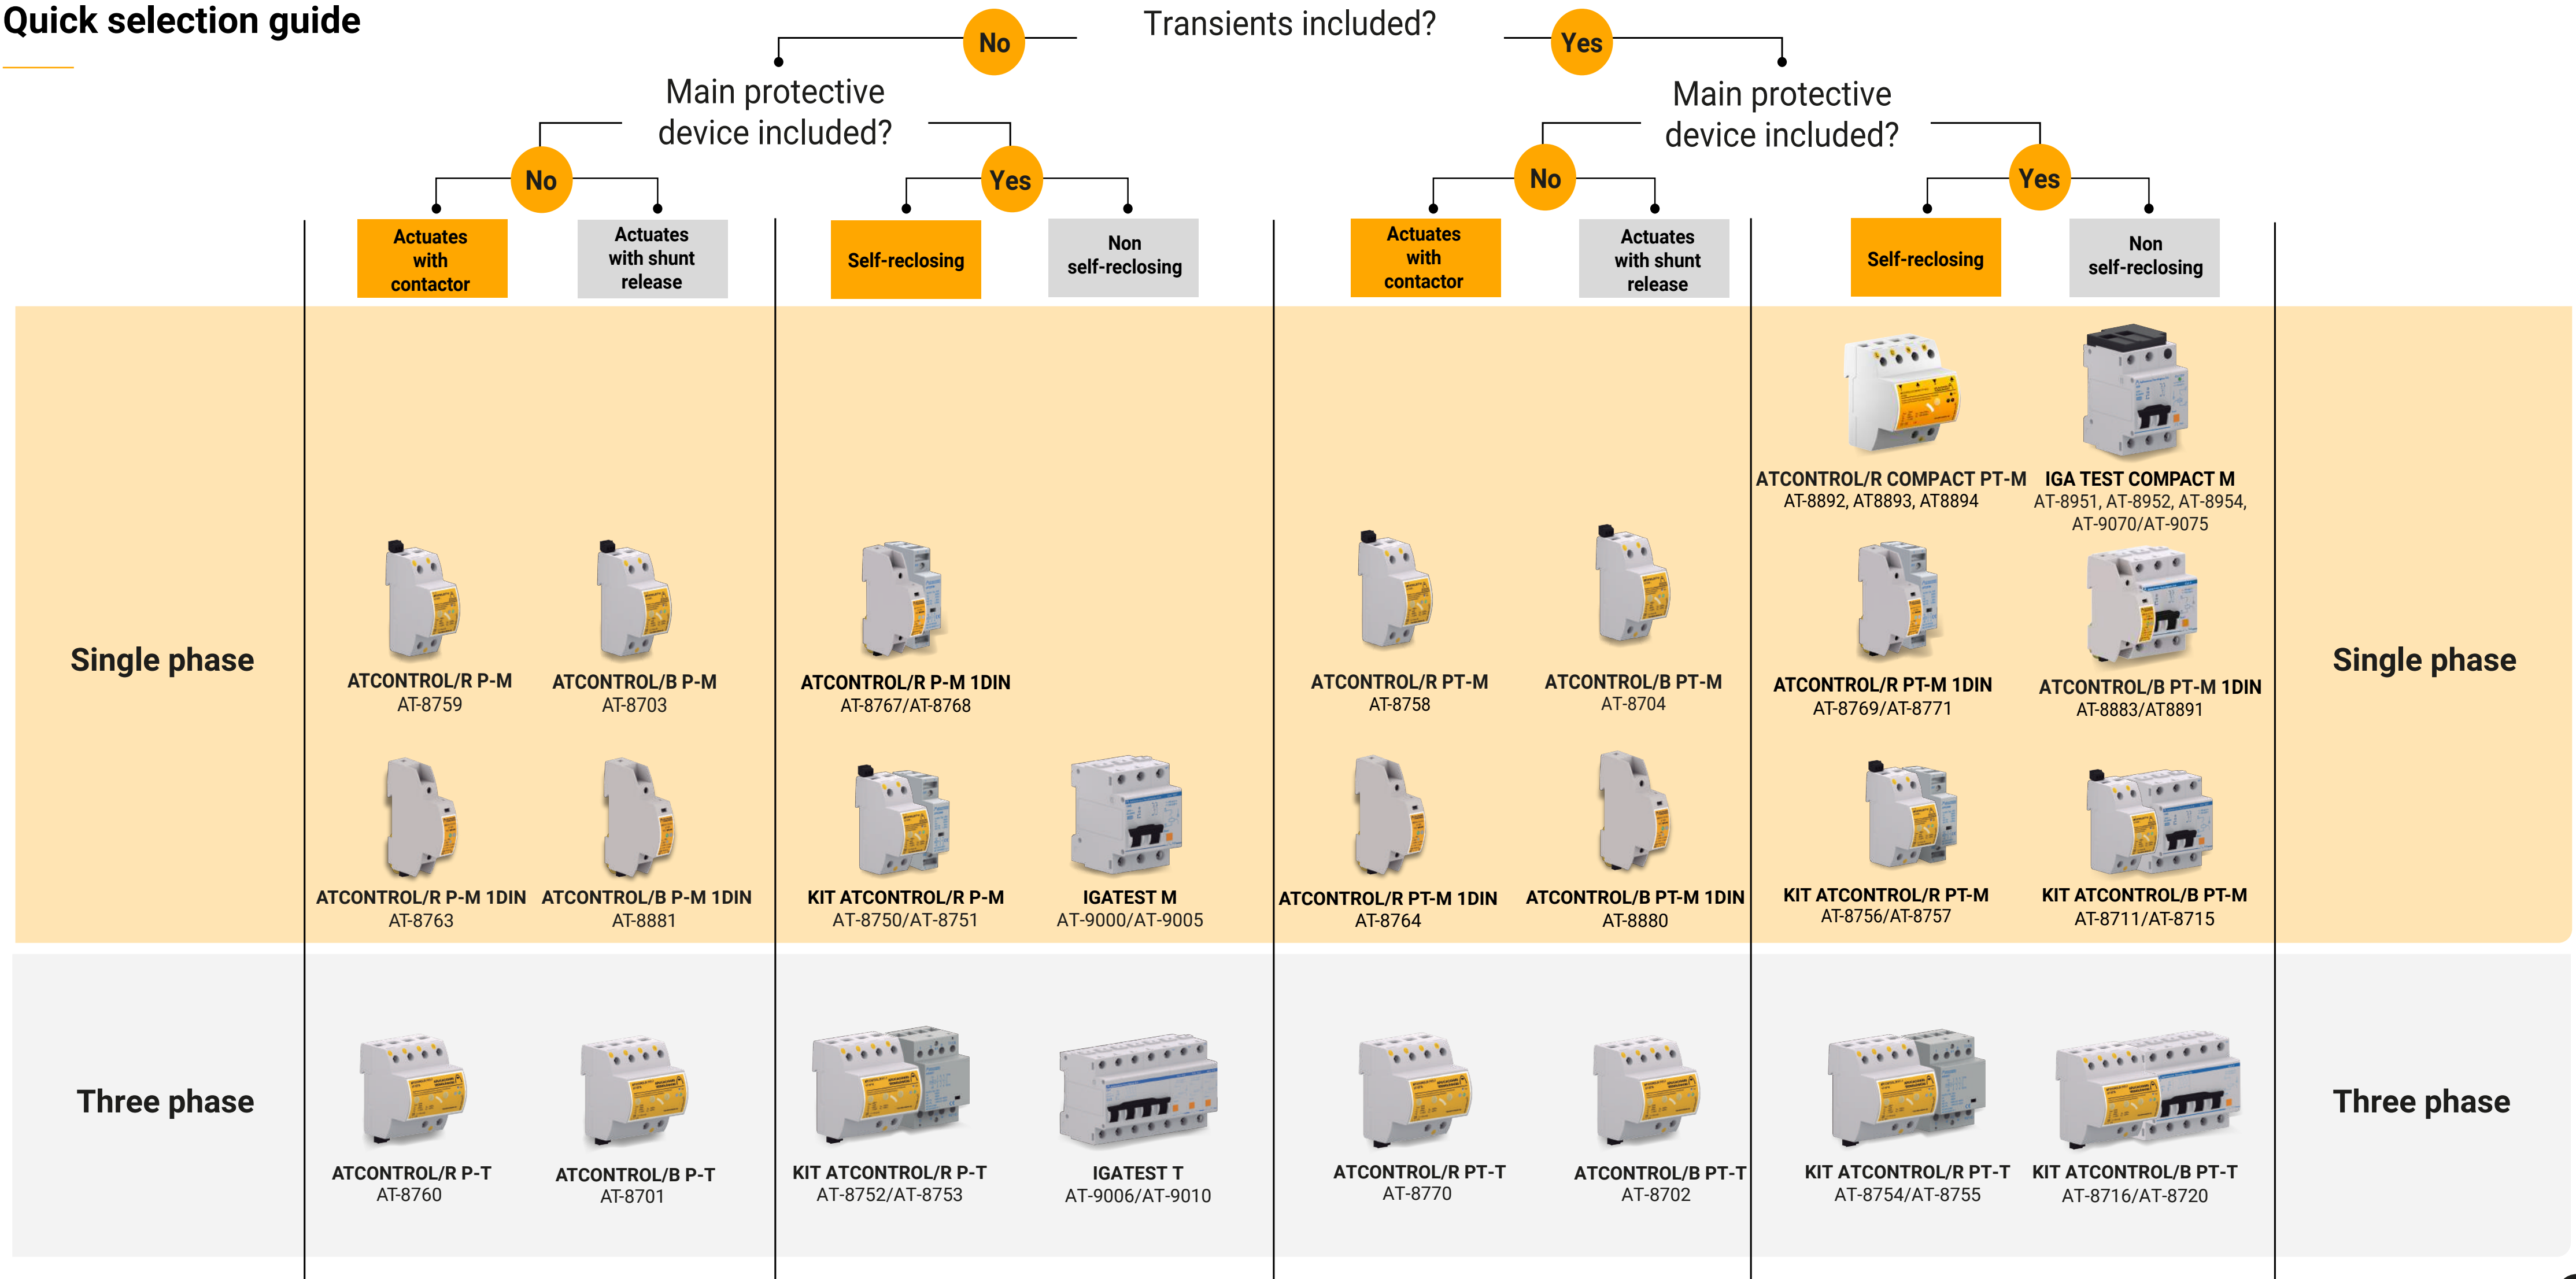 Quick selection guide
Transients included?
No
Yes
Main protective
device included?
Main protective
device included?
No
Yes
No
Yes
Actuates
with
contactor
Actuates
with shunt
release
Self-reclosing
Non
self-reclosing
Actuates
with
contactor
Actuates
with shunt
release
Self-reclosing
Non
self-reclosing
ATCONTROL/R COMPACT PT-M
AT-8892, AT8893, AT8894
IGA TEST COMPACT M
AT-8951, AT-8952, AT-8954,
AT-9070/AT-9075
Single phase
Single phase
ATCONTROL/R P-M
AT-8759
ATCONTROL/B P-M
AT-8703
ATCONTROL/R P-M 1DIN
AT-8767/AT-8768
ATCONTROL/R PT-M
AT-8758
ATCONTROL/B PT-M
AT-8704
ATCONTROL/R PT-M 1DIN
AT-8769/AT-8771
ATCONTROL/B PT-M 1DIN
AT-8883/AT8891
ATCONTROL/R P-M 1DIN
AT-8763
ATCONTROL/B P-M 1DIN
AT-8881
KIT ATCONTROL/R P-M
AT-8750/AT-8751
IGATEST M
AT-9000/AT-9005
ATCONTROL/R PT-M 1DIN
AT-8764
ATCONTROL/B PT-M 1DIN
AT-8880
KIT ATCONTROL/R PT-M
AT-8756/AT-8757
KIT ATCONTROL/B PT-M
AT-8711/AT-8715
Three phase
Three phase
ATCONTROL/R P-T
AT-8760
ATCONTROL/B P-T
AT-8701
KIT ATCONTROL/R P-T
AT-8752/AT-8753
IGATEST T
AT-9006/AT-9010
ATCONTROL/R PT-T
AT-8770
ATCONTROL/B PT-T
AT-8702
KIT ATCONTROL/R PT-T
AT-8754/AT-8755
KIT ATCONTROL/B PT-T
AT-8716/AT-8720